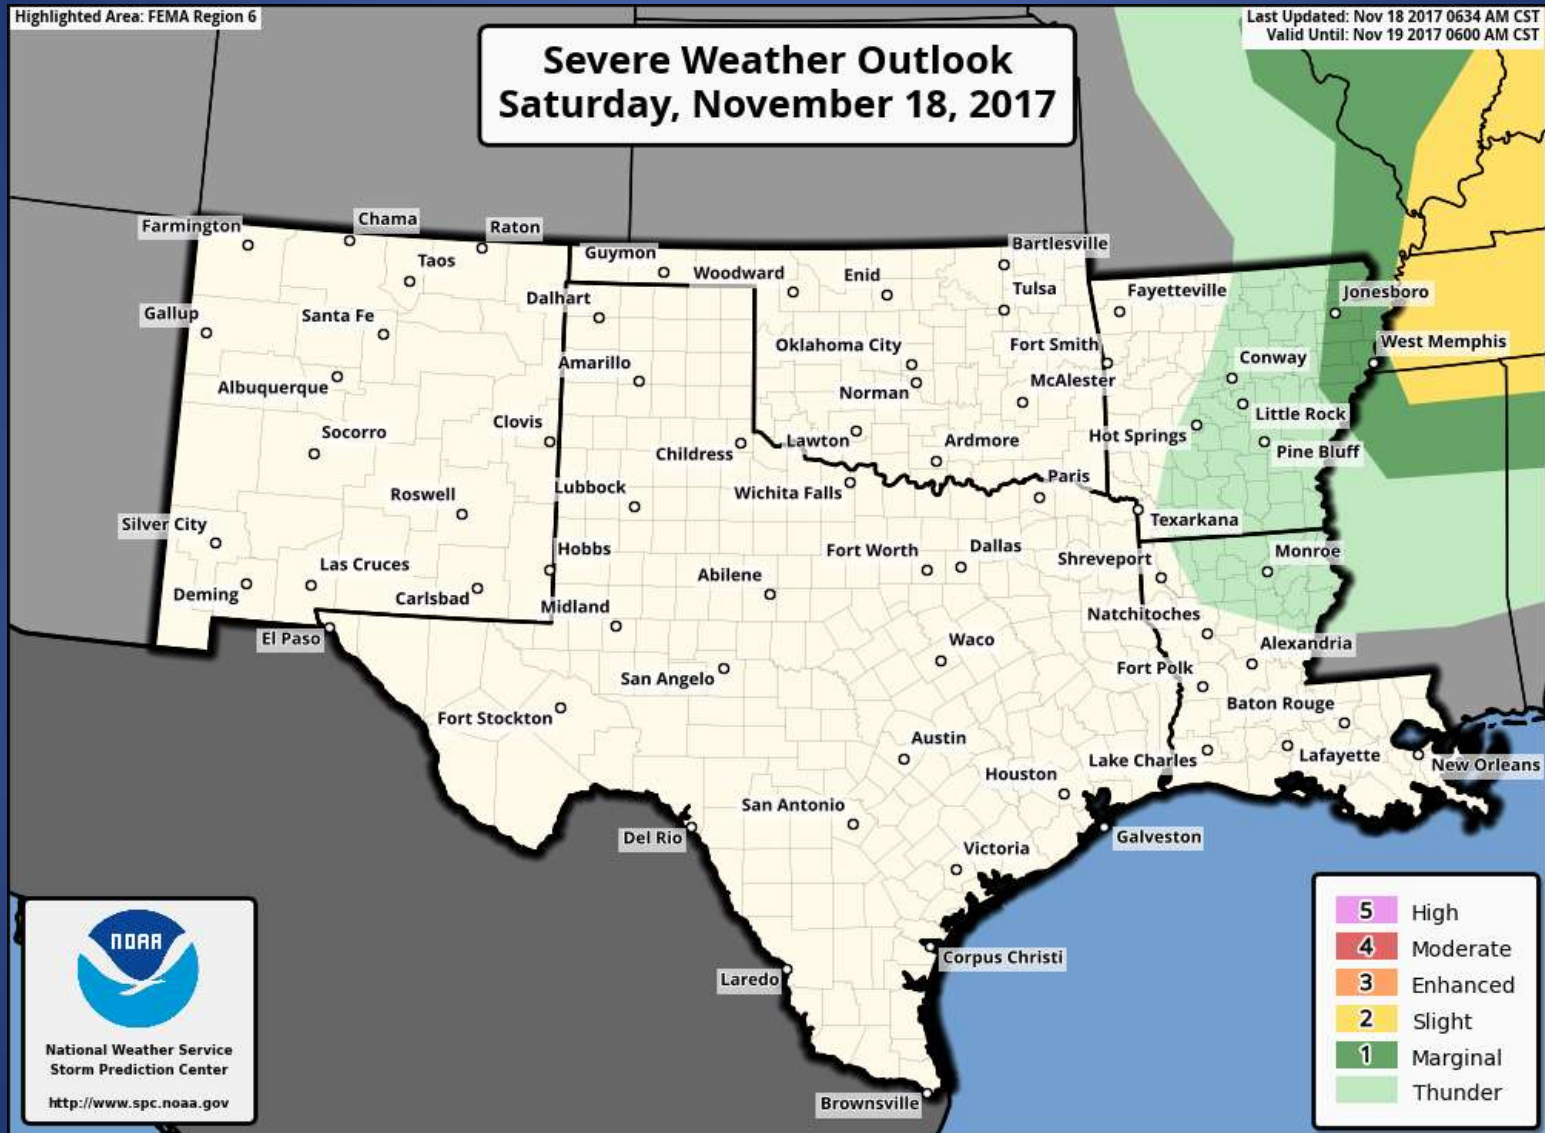 Highlighted Area: FEMA Region 6
Last Updated: Nov 18 2017 0634 AM CST
Valid Until: Nov 19 2017 0600 AM CST
Severe Weather Outlook
Saturday, November 18, 2017
Farmington
Chama
Raton
Taos
Guymon
Woodward
Enid
Bartlesville
Tulsa
Fayetteville
Jonesboro
Gallup
Santa Fe
Dalhart
Oklahoma City
Fort Smith
West Memphis
Albuquerque
Amarillo
Norman
McAlester
Conway
Little Rock
Socorro
Clovis
Childress
Lawton
Ardmore
Hot Springs
Pine Bluff
Roswell
Lubbock
Wichita Falls
Paris
Texarkana
Silver City
Hobbs
Fort Worth
Dallas
Shreveport
Monroe
Deming
Las Cruces
Carlsbad
Midland
Abilene
Natchitoches
El Paso
Waco
Alexandria
San Angelo
Fort Polk
Fort Stockton
Baton Rouge
Austin
Lake Charles
Lafayette
New Orleans
Houston
San Antonio
Del Rio
Galveston
Victoria
Corpus Christi
Laredo
Brownsville
NOAA
National Weather Service
Storm Prediction Center
http://www.spc.noaa.gov
5 High
4 Moderate
3 Enhanced
2 Slight
1 Marginal
Thunder